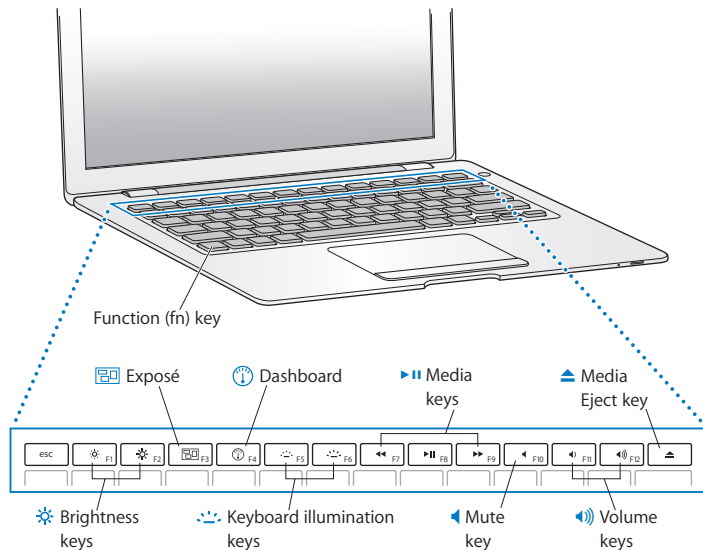 Function (fn) key
Exposé
Dashboard
Media
keys
Media
Eject key
esc F1 F2 F3 F4 F5 F6 F7 F8 F9 F10 F11 F12
Brightness
keys
Keyboard illumination
keys
Mute
key
Volume
keys